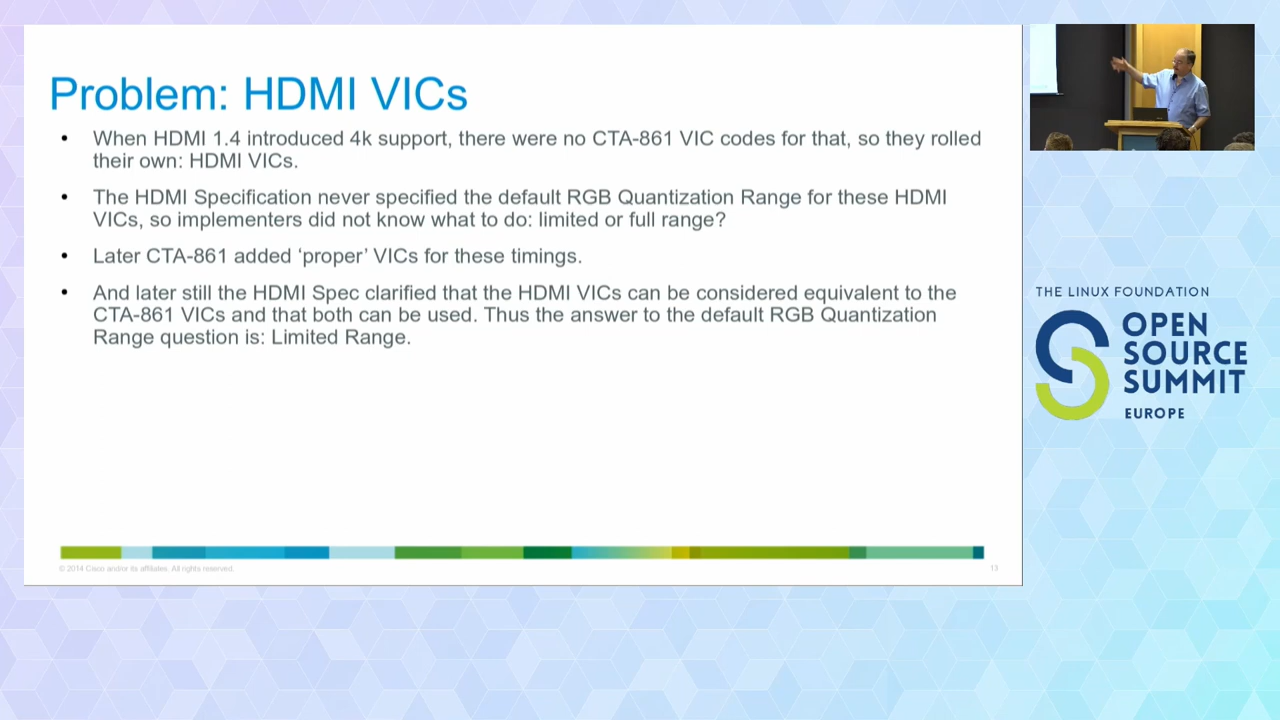 Problem: HDMI VICs
• When HDMI 1.4 introduced 4k support, there were no CTA-861 VIC codes for that, so they rolled
their own: HDMI VICs.
• The HDMI Specification never specified the default RGB Quantization Range for these HDMI
VICs, so implementers did not know what to do: limited or full range?
• Later CTA-861 added ‘proper’ VICs for these timings.
• And later still the HDMI Spec clarified that the HDMI VICs can be considered equivalent to the
CTA-861 VICs and that both can be used. Thus the answer to the default RGB Quantization
Range question is: Limited Range.
© 2014 Cisco and/or its affiliates. All rights reserved.
13
THE LINUX FOUNDATION
OPEN
SOURCE
SUMMIT
EUROPE